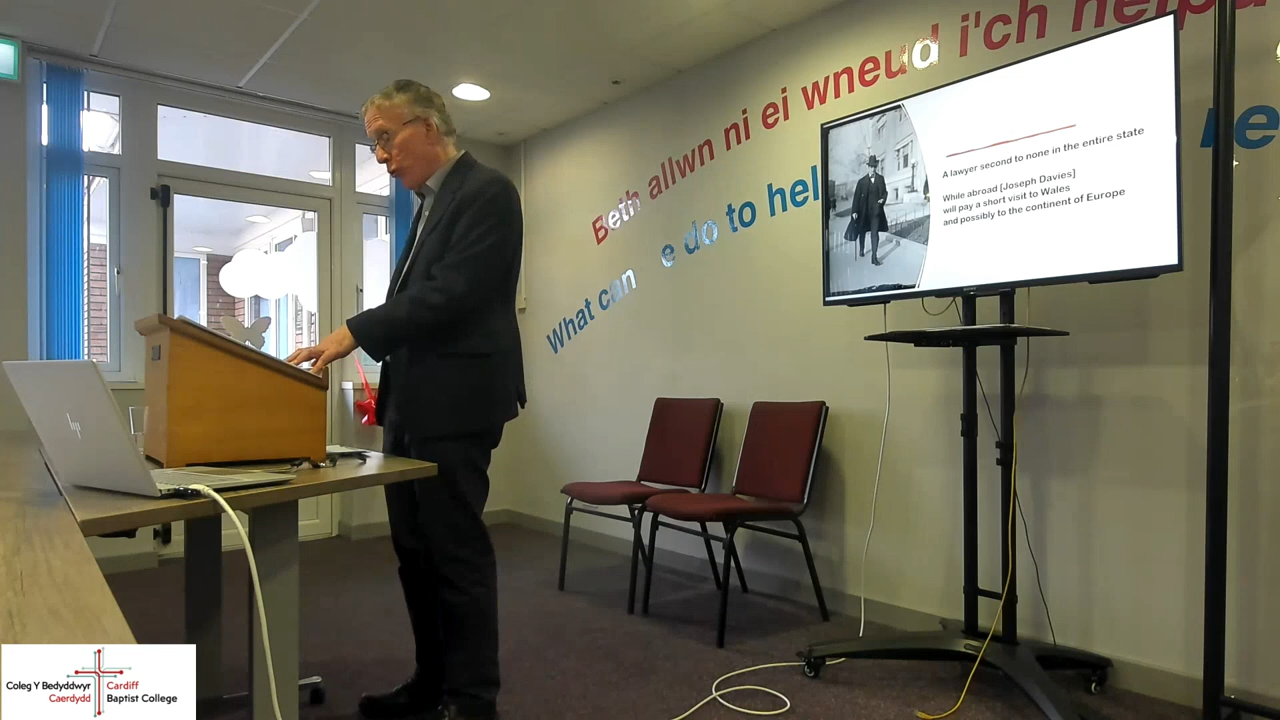 Beth allwn ni ei wneud i'ch helpu
What can e do to hel
re
A lawyer second to none in the entire state
While abroad [Joseph Davies]
will pay a short visit to Wales
and possibly to the continent of Europe
hp
Coleg Y Bedyddwyr
Caerdydd
Cardiff
Baptist College